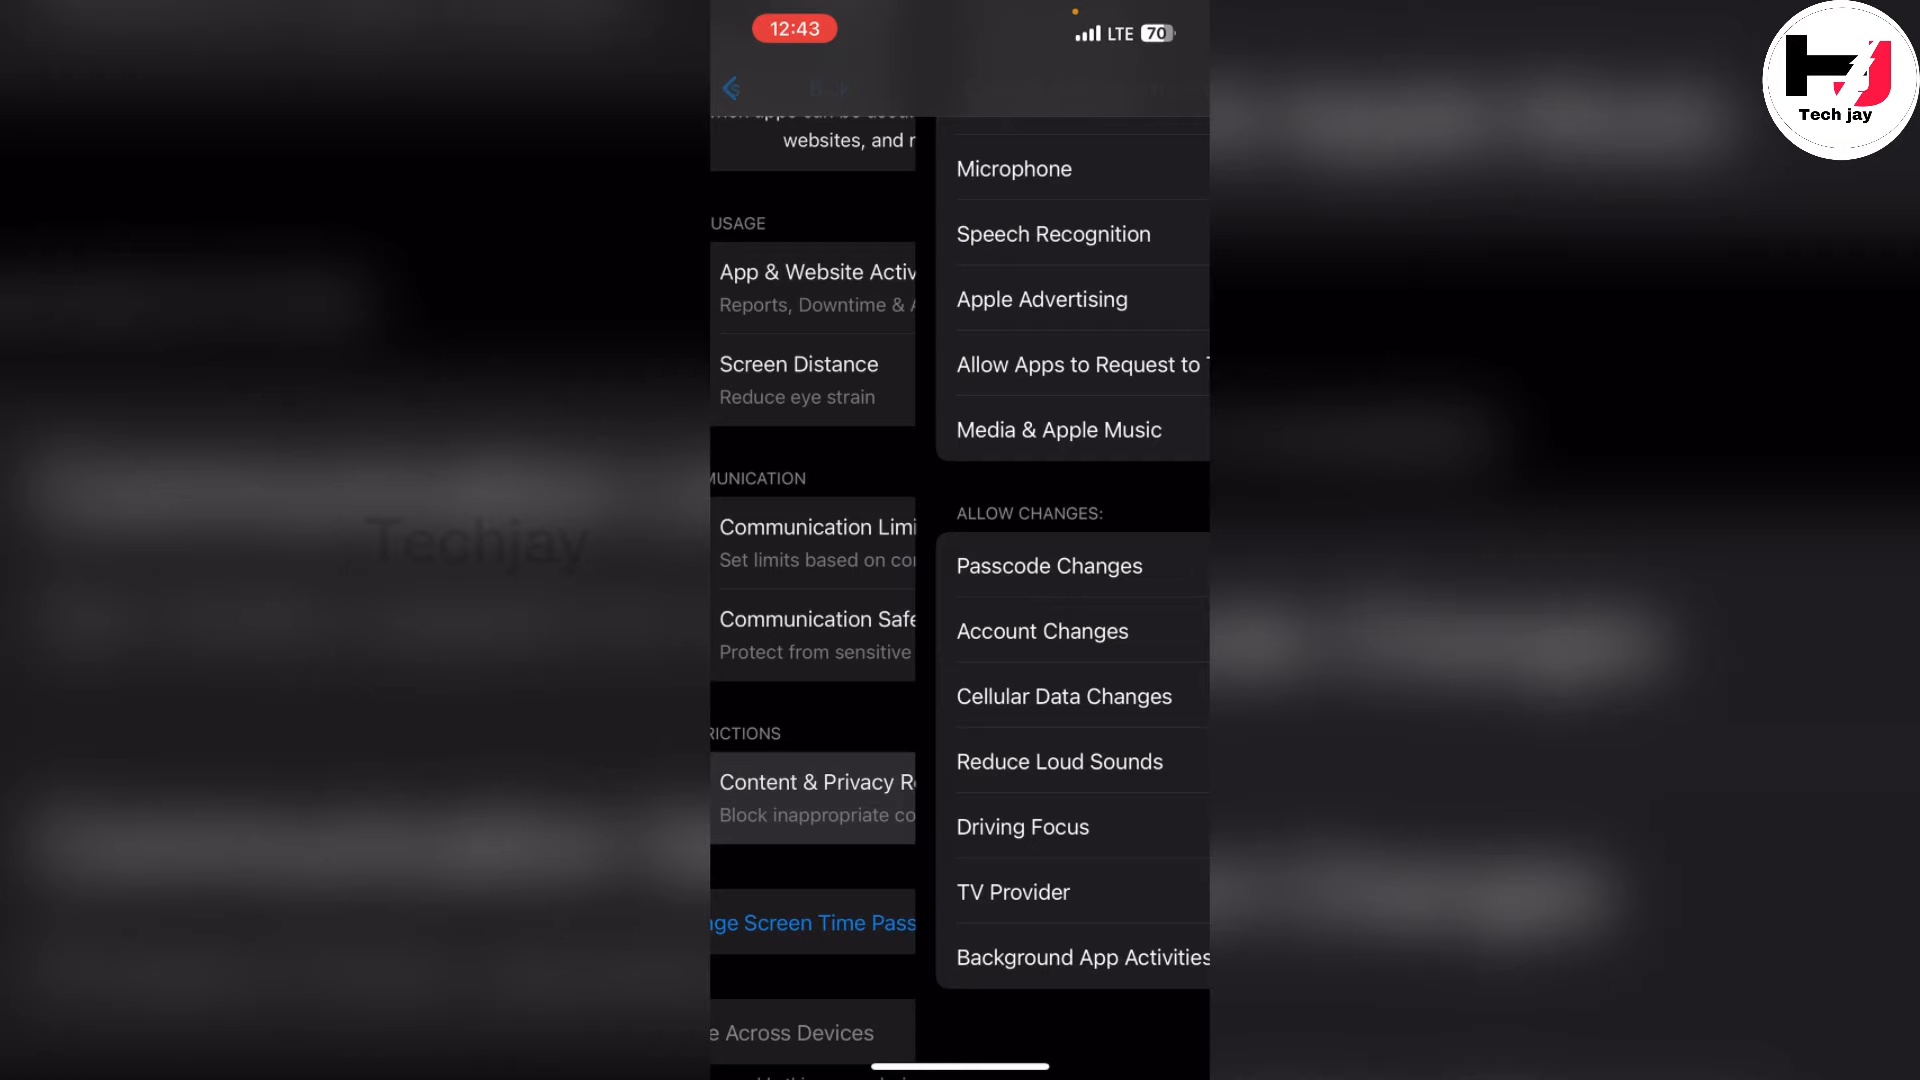 12:43
LTE 70
Tech jay
websites, and r
USAGE
App & Website Activ
Reports, Downtime & A
Screen Distance
Reduce eye strain
MUNICATION
Communication Limi
Set limits based on co
Communication Safe
Protect from sensitive
RICTIONS
Content & Privacy R
Block inappropriate co
nge Screen Time Pass
e Across Devices
Microphone
Speech Recognition
Apple Advertising
Allow Apps to Request to T
Media & Apple Music
ALLOW CHANGES:
Passcode Changes
Account Changes
Cellular Data Changes
Reduce Loud Sounds
Driving Focus
TV Provider
Background App Activities
Techjay